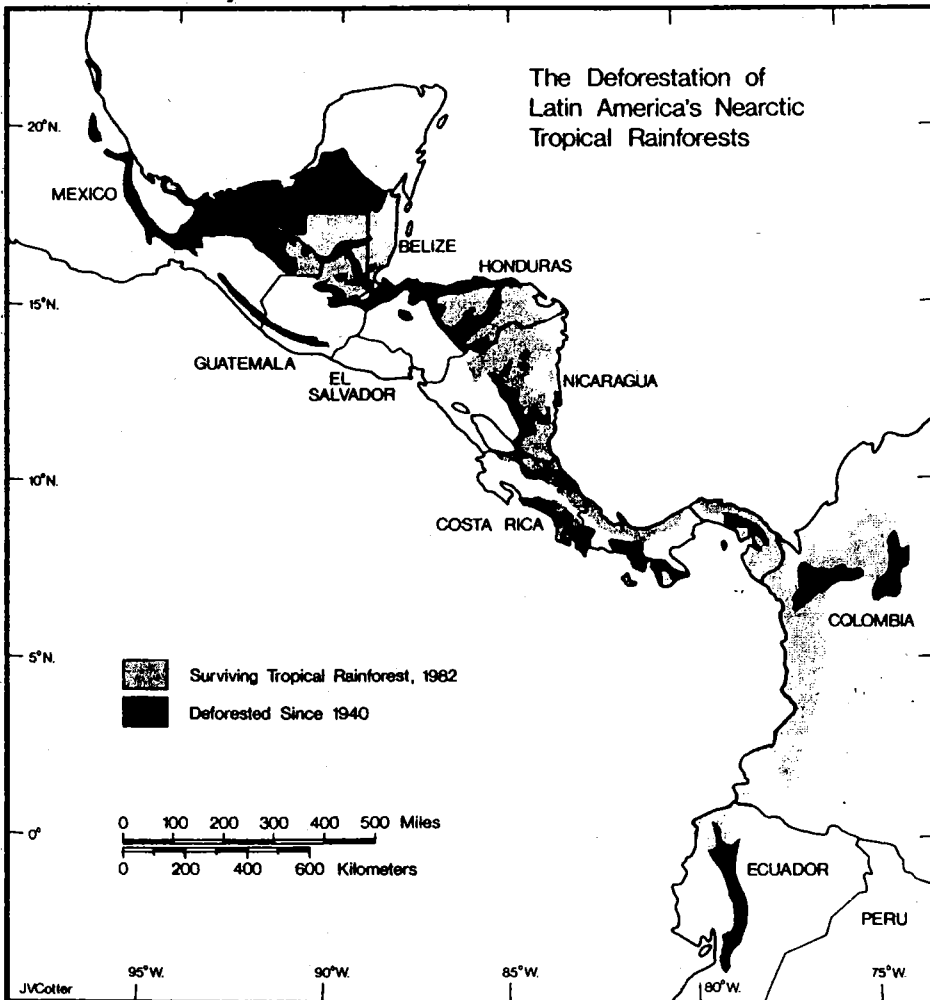 The Deforestation of
Latin America's Nearctic
Tropical Rainforests
20°N.
MEXICO
BELIZE
HONDURAS
15°N.
GUATEMALA
EL
SALVADOR
NICARAGUA
10°N.
COSTA RICA
COLOMBIA
5°N.
Surviving Tropical Rainforest, 1982
Deforested Since 1940
0 100 200 300 400 500 Miles
0 200 400 600 Kilometers
0°
ECUADOR
PERU
95°W. 90°W. 85°W. 80°W. 75°W.
JVCotter